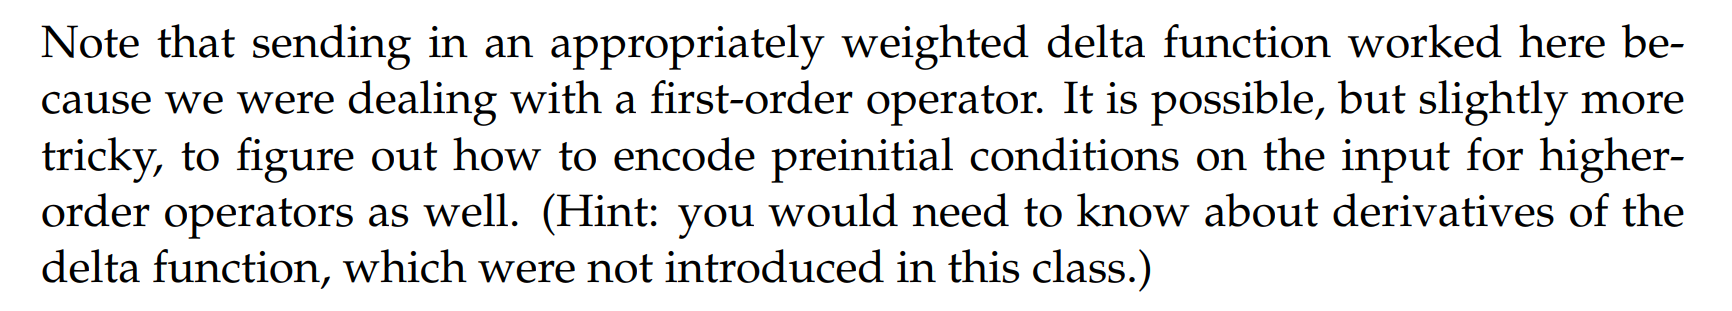 Note that sending in an appropriately weighted delta function worked here be-
cause we were dealing with a first-order operator. It is possible, but slightly more
tricky, to figure out how to encode preinitial conditions on the input for higher-
order operators as well. (Hint: you would need to know about derivatives of the
delta function, which were not introduced in this class.)